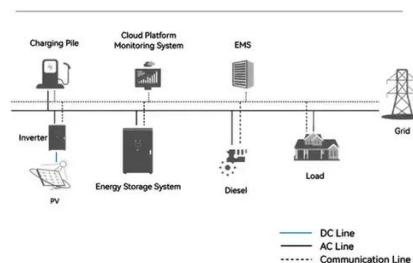 Charging Pile
Cloud Platform
Monitoring System
EMS
Grid
Inverter
PV
Energy Storage System
Diesel
Load
DC Line
AC Line
Communication Line